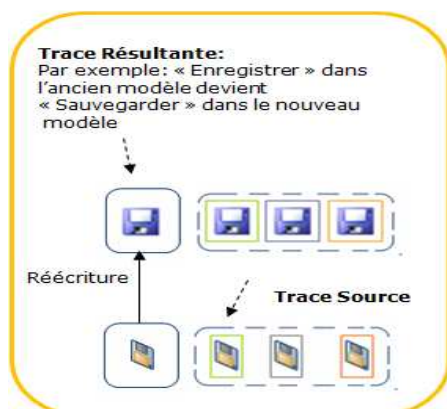 Trace Résultante:
Par exemple: « Enregistrer » dans
l'ancien modèle devient
« Sauvegarder » dans le nouveau
modèle
Réécriture
Trace Source